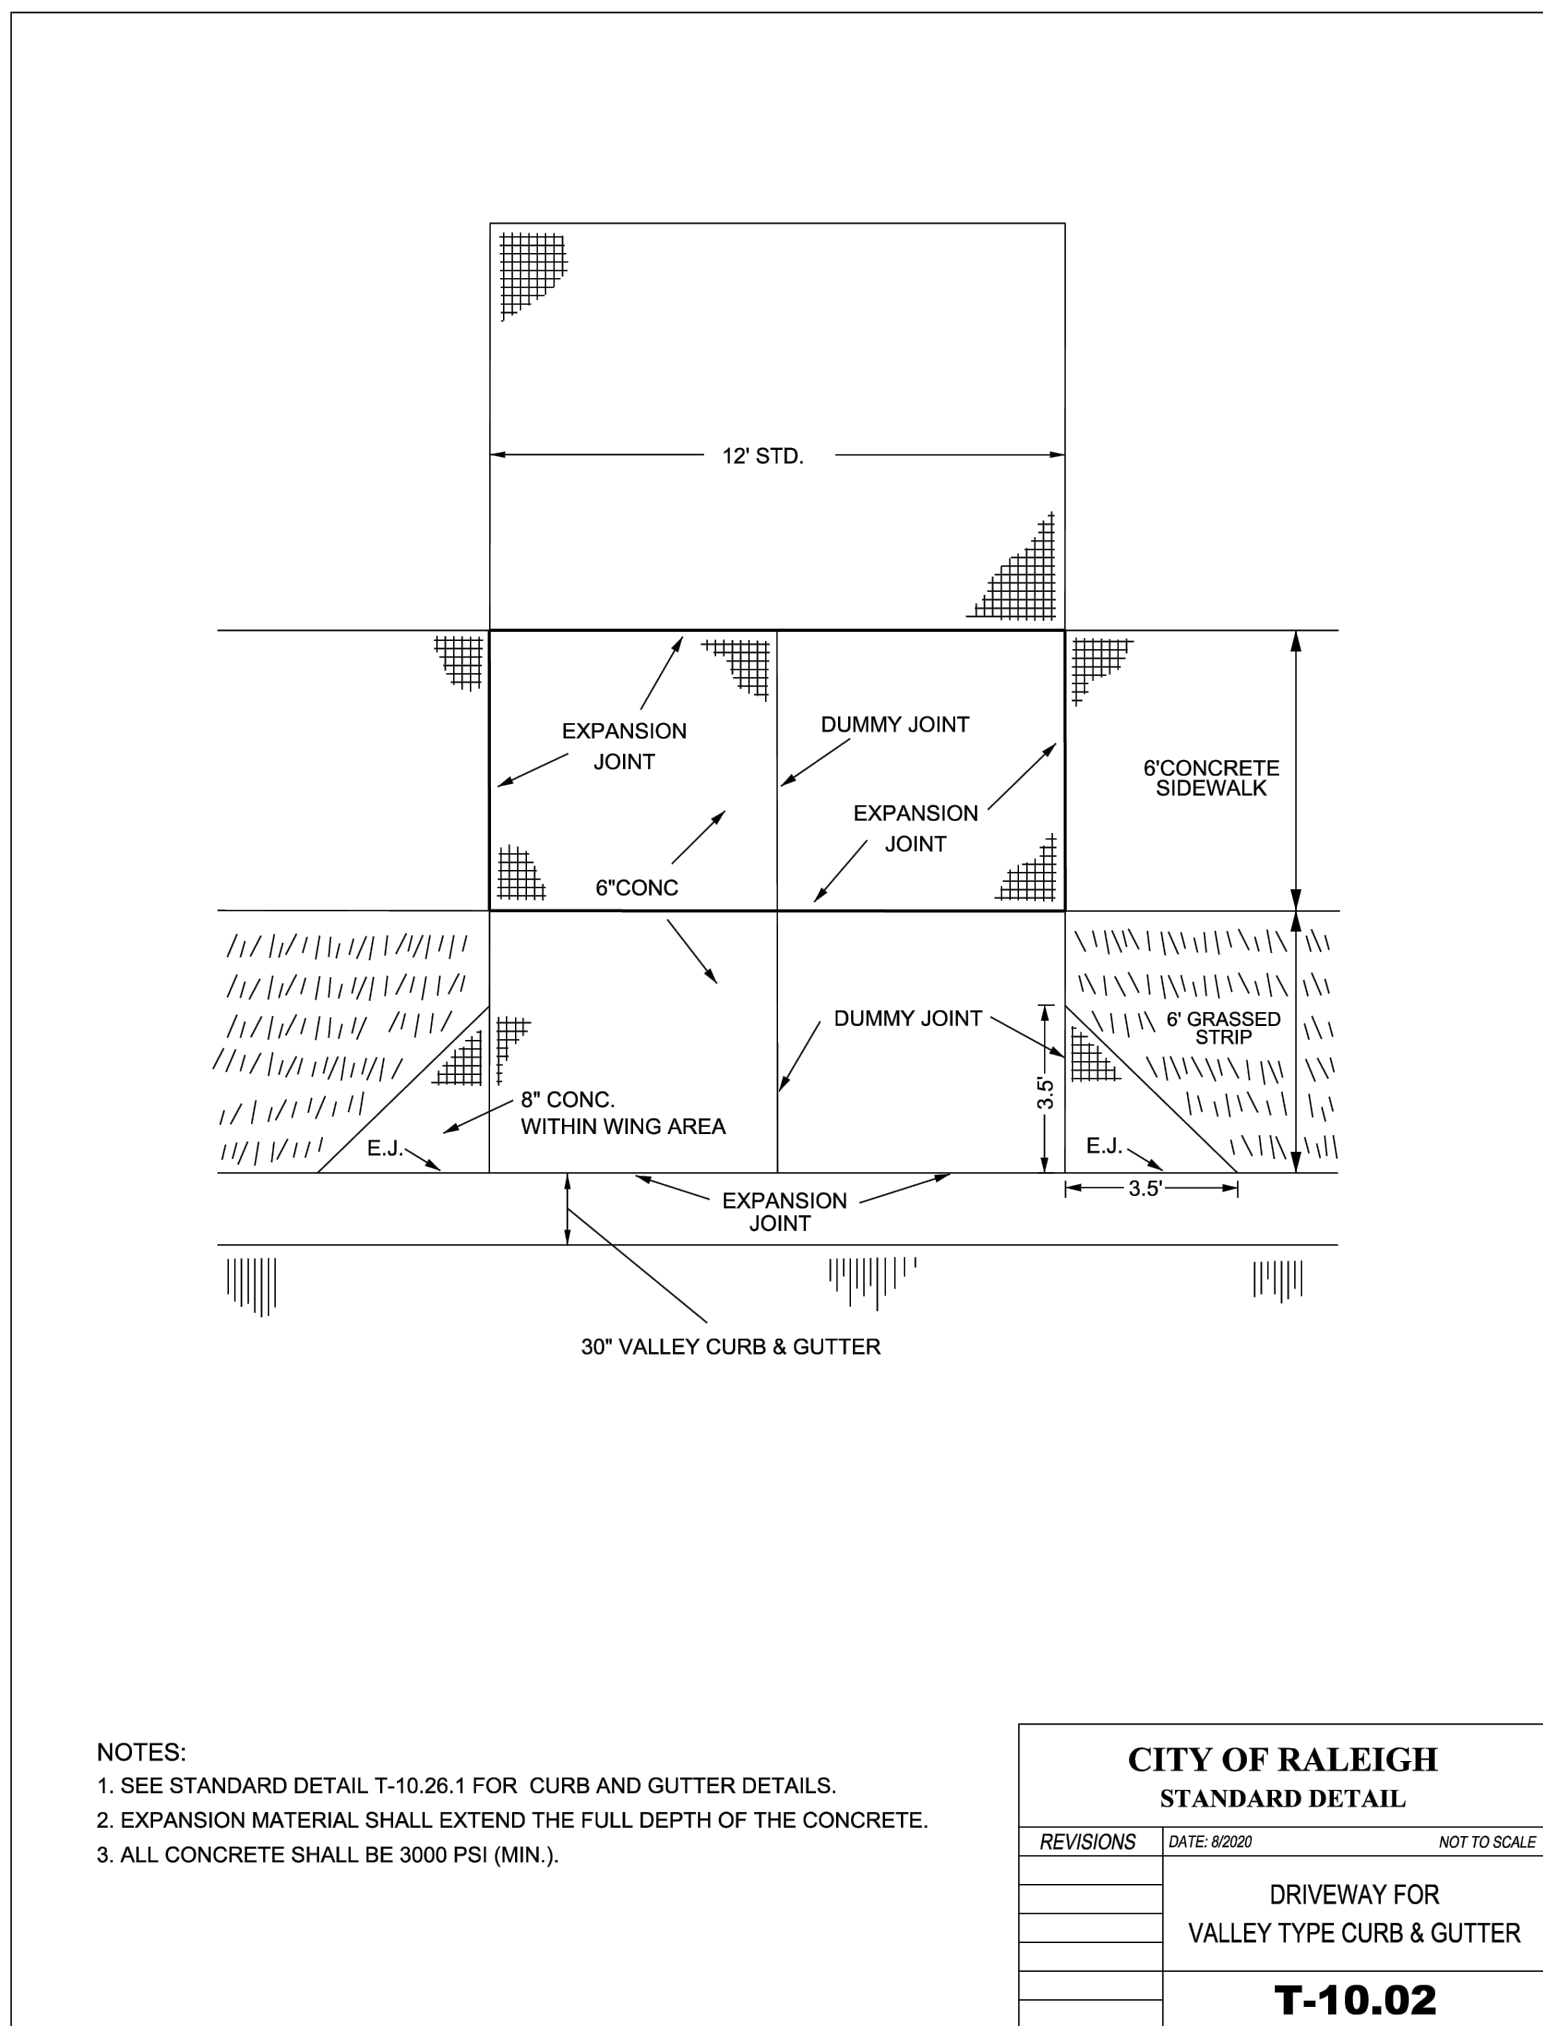 12' STD.
EXPANSION
JOINT
DUMMY JOINT
6'CONCRETE
SIDEWALK
EXPANSION
JOINT
6"CONC
DUMMY JOINT
6' GRASSED
STRIP
3.5'
8" CONC.
WITHIN WING AREA
E.J.
E.J.
3.5'
EXPANSION
JOINT
30" VALLEY CURB & GUTTER
NOTES:
1. SEE STANDARD DETAIL T-10.26.1 FOR CURB AND GUTTER DETAILS.
2. EXPANSION MATERIAL SHALL EXTEND THE FULL DEPTH OF THE CONCRETE.
3. ALL CONCRETE SHALL BE 3000 PSI (MIN.).
CITY OF RALEIGH
STANDARD DETAIL
REVISIONS
DATE: 8/2020
NOT TO SCALE
DRIVEWAY FOR
VALLEY TYPE CURB & GUTTER
T-10.02